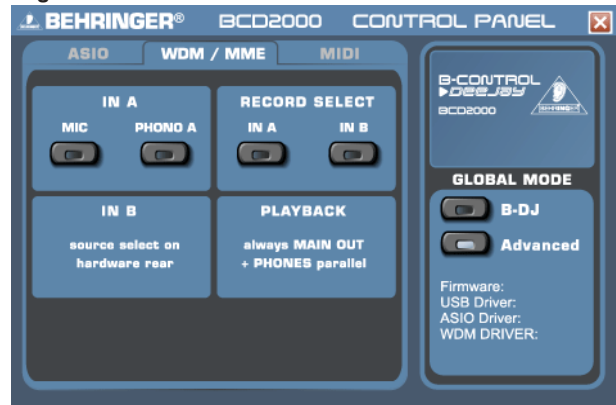 BEHRINGER® BCD2000 CONTROL PANEL
ASIO WDM / MME MIDI
IN A
MIC PHONO A
RECORD SELECT
IN A IN B
IN B
source select on
hardware rear
PLAYBACK
always MAIN OUT
+ PHONES parallel
B-CONTROL
DEEJAY
BCD2000
BEHRINGER
GLOBAL MODE
B-DJ
Advanced
Firmware:
USB Driver:
ASIO Driver:
WDM DRIVER: